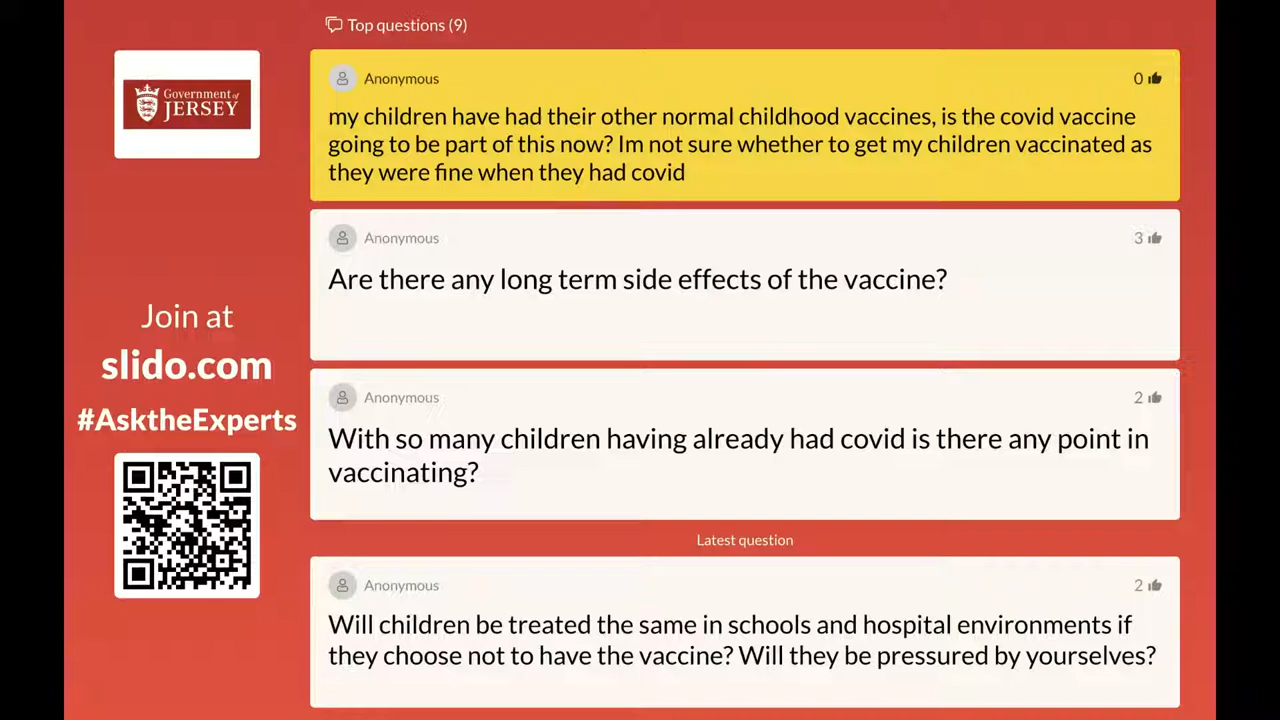 Top questions (9)
Government of
JERSEY
Join at
slido.com
#AsktheExperts
Anonymous
0
my children have had their other normal childhood vaccines, is the covid vaccine
going to be part of this now? Im not sure whether to get my children vaccinated as
they were fine when they had covid
Anonymous
3
Are there any long term side effects of the vaccine?
Anonymous
2
With so many children having already had covid is there any point in
vaccinating?
Latest question
Anonymous
2
Will children be treated the same in schools and hospital environments if
they choose not to have the vaccine? Will they be pressured by yourselves?